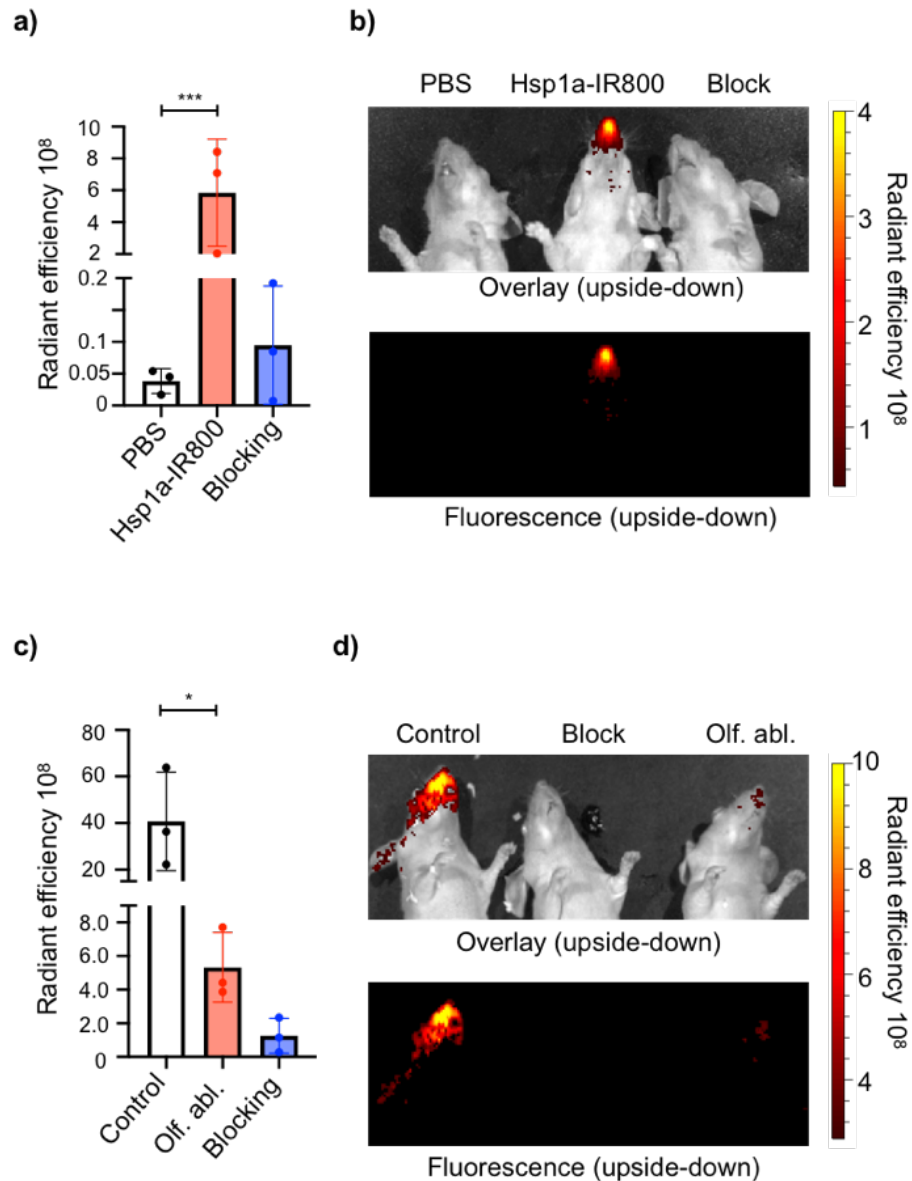 a)
***
Radiant efficiency 10⁸
10
8
6
4
2
0.2
0.1
0.05
0
PBS
Hsp1a-IR800
Blocking
b)
PBS Hsp1a-IR800 Block
Overlay (upside-down)
Fluorescence (upside-down)
4
3
2
1
Radiant efficiency 10⁸
c)
*
Radiant efficiency 10⁸
80
60
40
20
8.0
6.0
4.0
2.0
0
Control
Olf. abl.
Blocking
d)
Control Block Olf. abl.
Overlay (upside-down)
Fluorescence (upside-down)
10
8
6
4
Radiant efficiency 10⁸